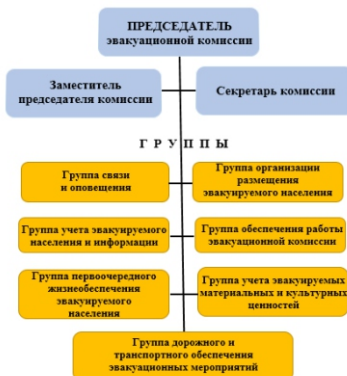 ПРЕДСЕДАТЕЛЬ
эвакуационной комиссии
Заместитель
председателя комиссии
Секретарь комиссии
Г Р У П П Ы
Группа связи
и оповещения
Группа организации
размещения
эвакуируемого населения
Группа учета эвакуируемого
населения и информации
Группа обеспечения работы
эвакуационной комиссии
Группа первоочередного
жизнеобеспечения
эвакуируемого
населения
Группа учета эвакуируемых
материальных и культурных
ценностей
Группа дорожного и
транспортного обеспечения
эвакуационных мероприятий